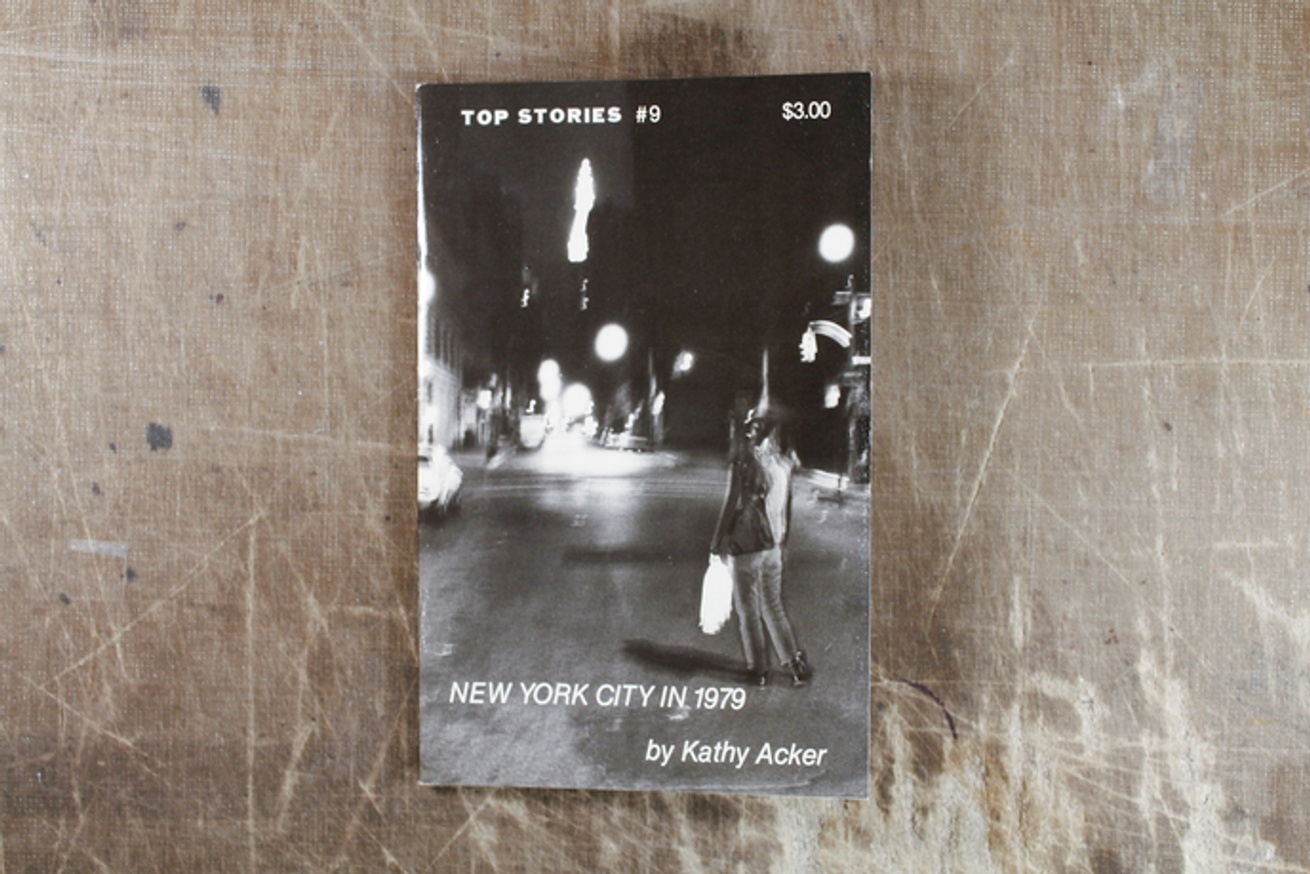 TOP STORIES #9 $3.00
NEW YORK CITY IN 1979
by Kathy Acker